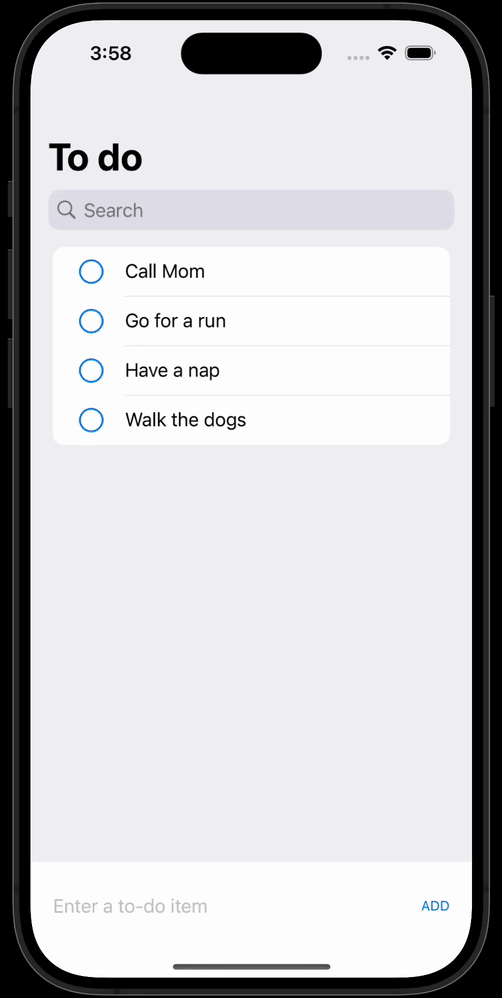 3:58
To do
Search
Call Mom
Go for a run
Have a nap
Walk the dogs
Enter a to-do item ADD